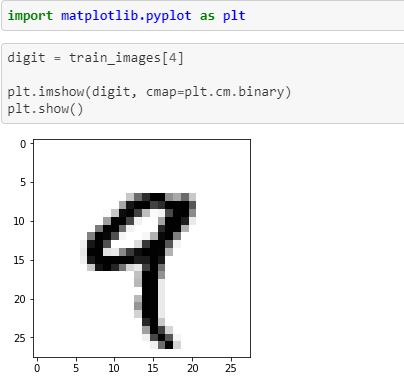 import matplotlib.pyplot as plt
digit = train_images[4]
plt.imshow(digit, cmap=plt.cm.binary)
plt.show()
0
5
10
15
20
25
9
0 5 10 15 20 25